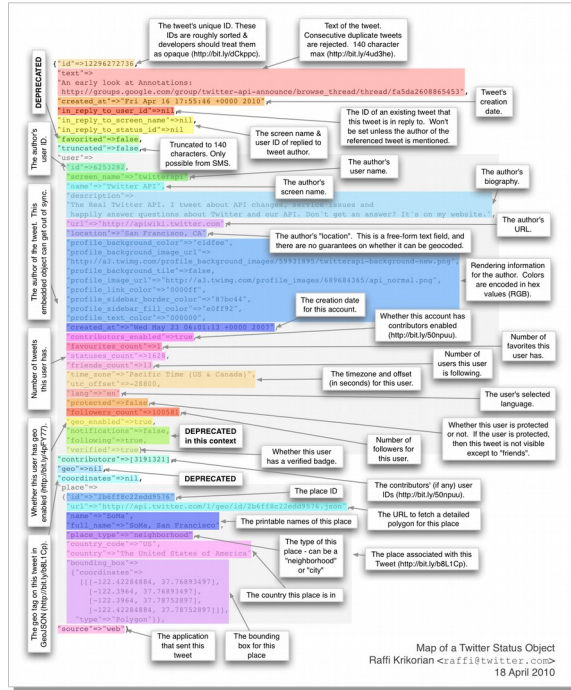 The tweet's unique ID. These
IDs are roughly sorted &
developers should treat them
as opaque (http://bit.ly/dCkppc).
Text of the tweet.
Consecutive duplicate tweets
are rejected. 140 character
max (http://bit.ly/4ud3he).
{"id"=>12296272736,
"text"=>
"An early look at Annotations:
http://groups.google.com/group/twitter-api-announce/browse_thread/thread/fa5da2608865453",
"created_at"=>"Fri Apr 16 17:55:46 +0000 2010",
Tweet's
creation
date.
DEPRECATED
"in_reply_to_user_id"=>nil,
"in_reply_to_screen_name"=>nil,
"in_reply_to_status_id"=>nil
The ID of an existing tweet that
this tweet is in reply to. Won't
be set unless the author of the
referenced tweet is mentioned.
The screen name &
user ID of replied to
tweet author.
"favorited"=>false,
"truncated"=>false,
Truncated to 140
characters. Only
possible from SMS.
The author's
user ID.
"user"=>
{"id"=>6253282,
"screen_name"=>"twitterapi",
"name"=>"Twitter API",
The author's
user name.
The author's
screen name.
The author's
biography.
"description"=>
"The Real Twitter API. I tweet about API changes, service issues and
happily answer questions about Twitter and our API. Don't get an answer? It's on my website.",
"url"=>"http://apiwiki.twitter.com",
The author's
URL.
"location"=>"San Francisco, CA",
The author's "location". This is a free-form text field, and
there are no guarantees on whether it can be geocoded.
The author of the tweet. This
embedded object can get out of sync.
"profile_background_color"=>"c1dfee",
"profile_background_image_url"=>
"http://a3.twimg.com/profile_background_images/59931895/twitterapi-background-new.png",
"profile_background_tile"=>false,
"profile_image_url"=>"http://a3.twimg.com/profile_images/689684365/api_normal.png",
"profile_link_color"=>"0000ff",
"profile_sidebar_border_color"=>"87bc44",
"profile_sidebar_fill_color"=>"e0ff92",
"profile_text_color"=>"000000",
Rendering information
for the author. Colors
are encoded in hex
values (RGB).
"created_at"=>"Wed May 23 06:01:13 +0000 2007",
The creation date
for this account.
"contributors_enabled"=>true,
Whether this account has
contributors enabled
(http://bit.ly/50npuu).
"favourites_count"=>1,
Number of
favorites this
user has.
"statuses_count"=>1628,
Number of tweets
this user has.
"friends_count"=>13,
Number of
users this user
is following.
"time_zone"=>"Pacific Time (US & Canada)",
"utc_offset"=>-28800,
The timezone and offset
(in seconds) for this user.
"lang"=>"en",
The user's selected
language.
"protected"=>false,
Whether this user is protected
or not. If the user is protected,
then this tweet is not visible
except to "friends".
"followers_count"=>100581,
Number of
followers for
this user.
"geo_enabled"=>true,
Whether this user has geo
enabled (http://bit.ly/4pFY77).
"notifications"=>false,
"following"=>true,
DEPRECATED
in this context
"verified"=>true},
Whether this user
has a verified badge.
"contributors"=>[3191321],
The contributors' (if any) user
IDs (http://bit.ly/50npuu).
"geo"=>nil,
DEPRECATED
"coordinates"=>nil,
The geo tag on this tweet in
GeoJSON (http://bit.ly/b8L1Cp).
"place"=>
{"id"=>"2b6ff8c22edd9576",
The place ID
"url"=>"http://api.twitter.com/1/geo/id/2b6ff8c22edd9576.json",
The URL to fetch a detailed
polygon for this place
"name"=>"SoMa",
"full_name"=>"SoMa, San Francisco",
The printable names of this place
"place_type"=>"neighborhood",
The type of this
place - can be a
"neighborhood"
or "city"
"country_code"=>"US",
"country"=>"The United States of America",
The country this place is in
The place associated with this
Tweet (http://bit.ly/b8L1Cp).
"bounding_box"=>
{"coordinates"=>
[[[-122.42284884, 37.76893497],
[-122.3964, 37.76893497],
[-122.3964, 37.78752897],
[-122.42284884, 37.78752897]]],
"type"=>"Polygon"}},
The bounding
box for this
place
"source"=>"web"}
The application
that sent this
tweet
Map of a Twitter Status Object
Raffi Krikorian <raffi@twitter.com>
18 April 2010